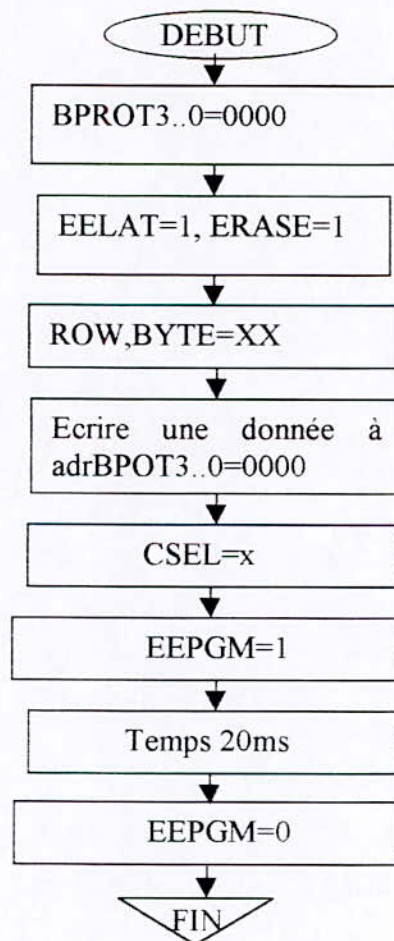 DEBUT
BPROT3..0=0000
EELAT=1, ERASE=1
ROW,BYTE=XX
Ecrire une donnée à
adrBPOT3..0=0000
CSEL=x
EEPGM=1
Temps 20ms
EEPGM=0
FIN